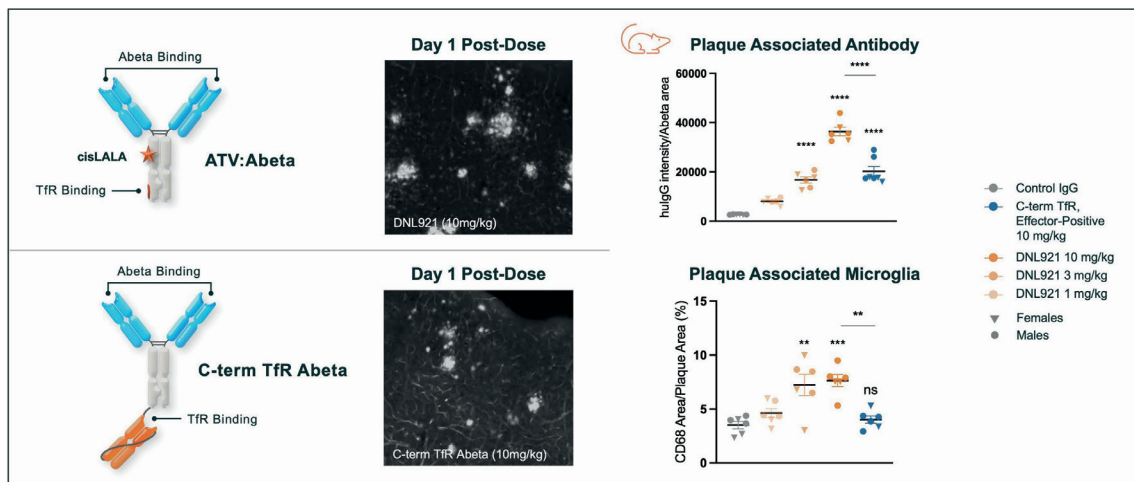 Abeta Binding
cisLALA
TfR Binding
ATV:Abeta
Day 1 Post-Dose
DNL921 (10mg/kg)
Abeta Binding
C-term TfR Abeta
TfR Binding
Day 1 Post-Dose
C-term TfR Abeta (10mg/kg)
Plaque Associated Antibody
huIgG intensity/Abeta area
60000
40000
20000
0
****
****
****
****
Plaque Associated Microglia
CD68 Area/Plaque Area (%)
15
10
5
0
**
**
***
ns
Control IgG
C-term TfR,
Effector-Positive
10 mg/kg
DNL921 10 mg/kg
DNL921 3 mg/kg
DNL921 1 mg/kg
Females
Males